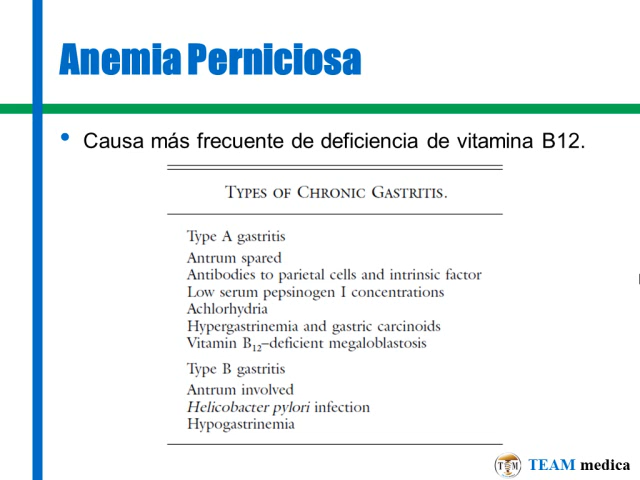 Anemia Perniciosa
• Causa más frecuente de deficiencia de vitamina B12.
TYPES OF CHRONIC GASTRITIS.
Type A gastritis
Antrum spared
Antibodies to parietal cells and intrinsic factor
Low serum pepsinogen I concentrations
Achlorhydria
Hypergastrinemia and gastric carcinoids
Vitamin B12–deficient megaloblastosis
Type B gastritis
Antrum involved
Helicobacter pylori infection
Hypogastrinemia
TEAM medica